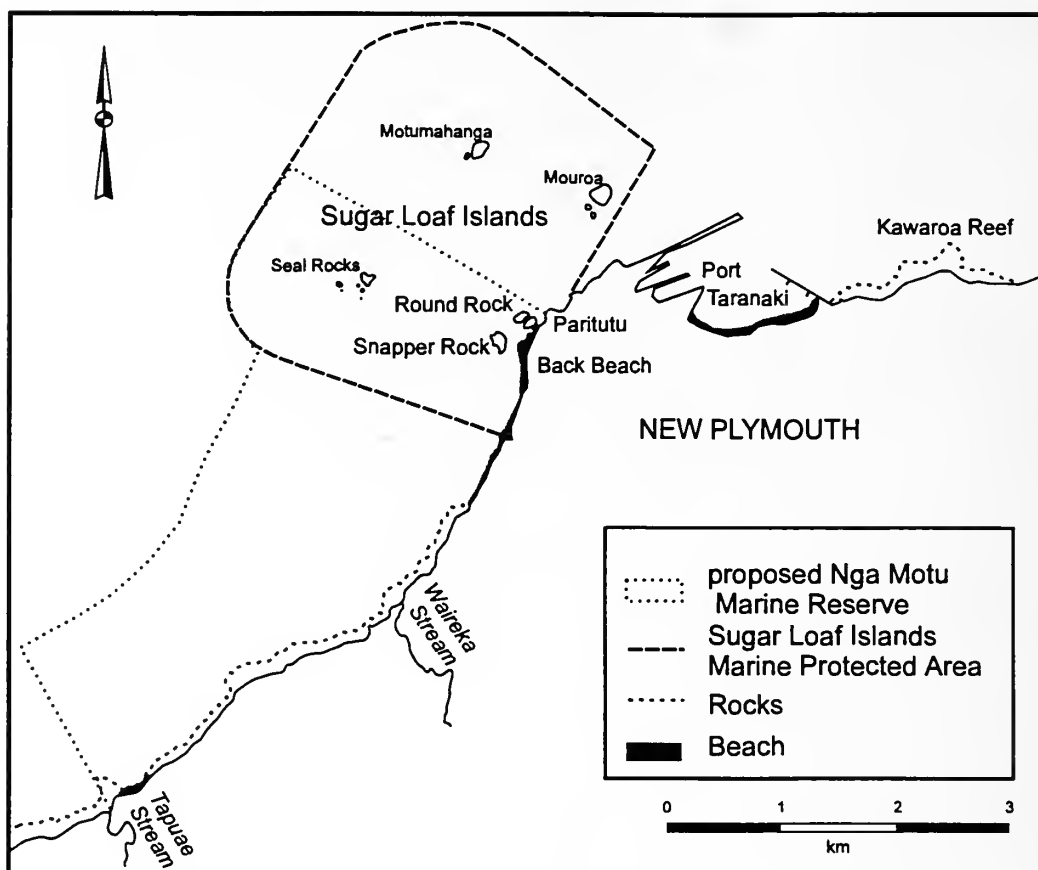 Motumahanga
Mouroa
Sugar Loaf Islands
Kawaroa Reef
Seal Rocks
Port
Taranaki
Round Rock
Paritutu
Snapper Rock
Back Beach
NEW PLYMOUTH
Waireka
Stream
Tapuae
Stream
proposed Nga Motu
Marine Reserve
Sugar Loaf Islands
Marine Protected Area
Rocks
Beach
0 1 2 3
km